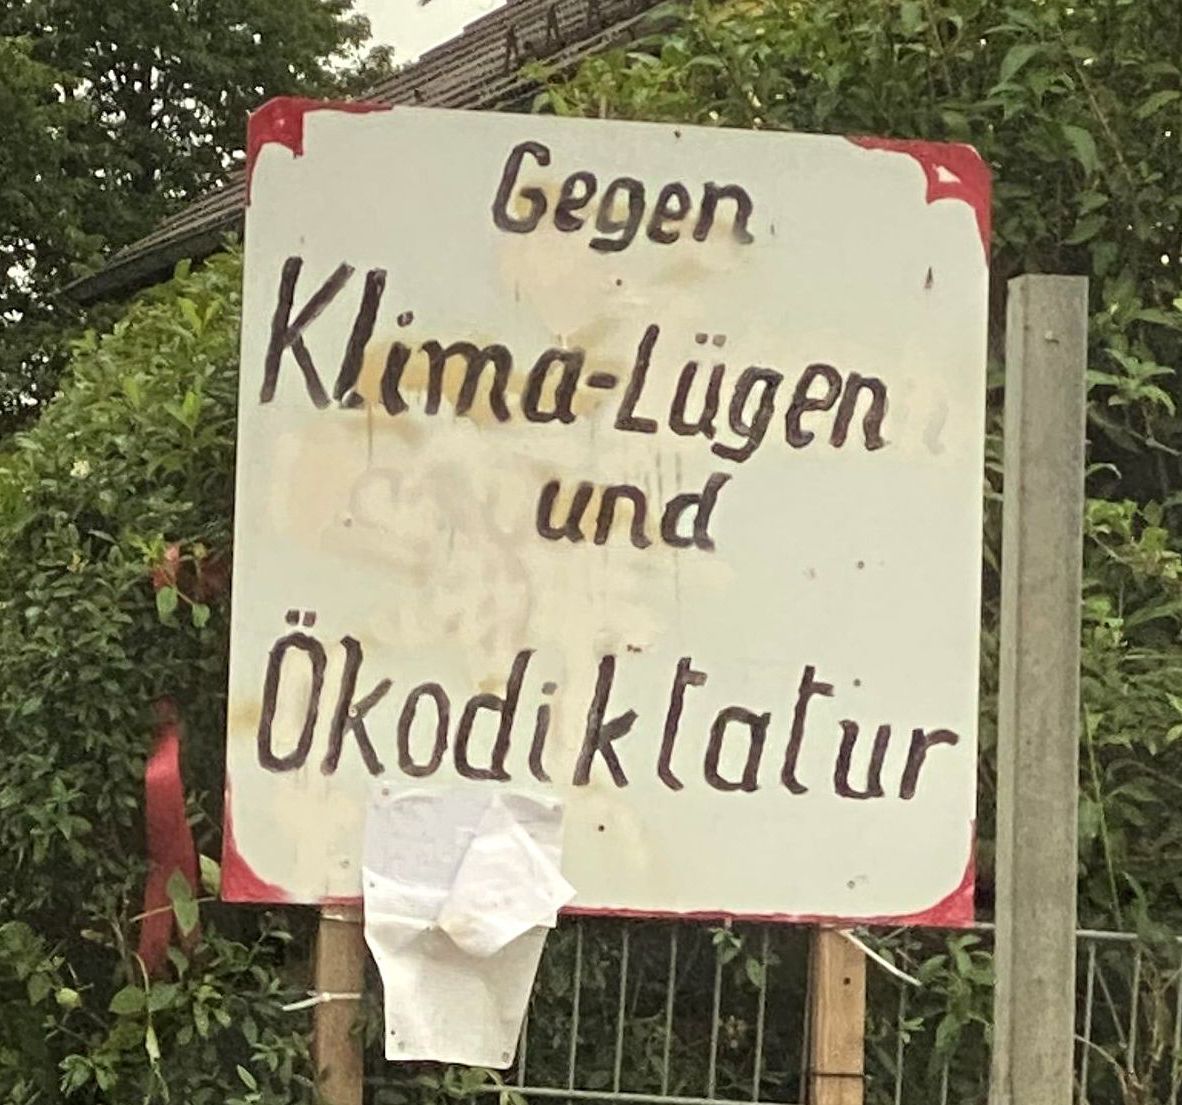 Gegen
Klima-Lügen
und
Ökodiktatur